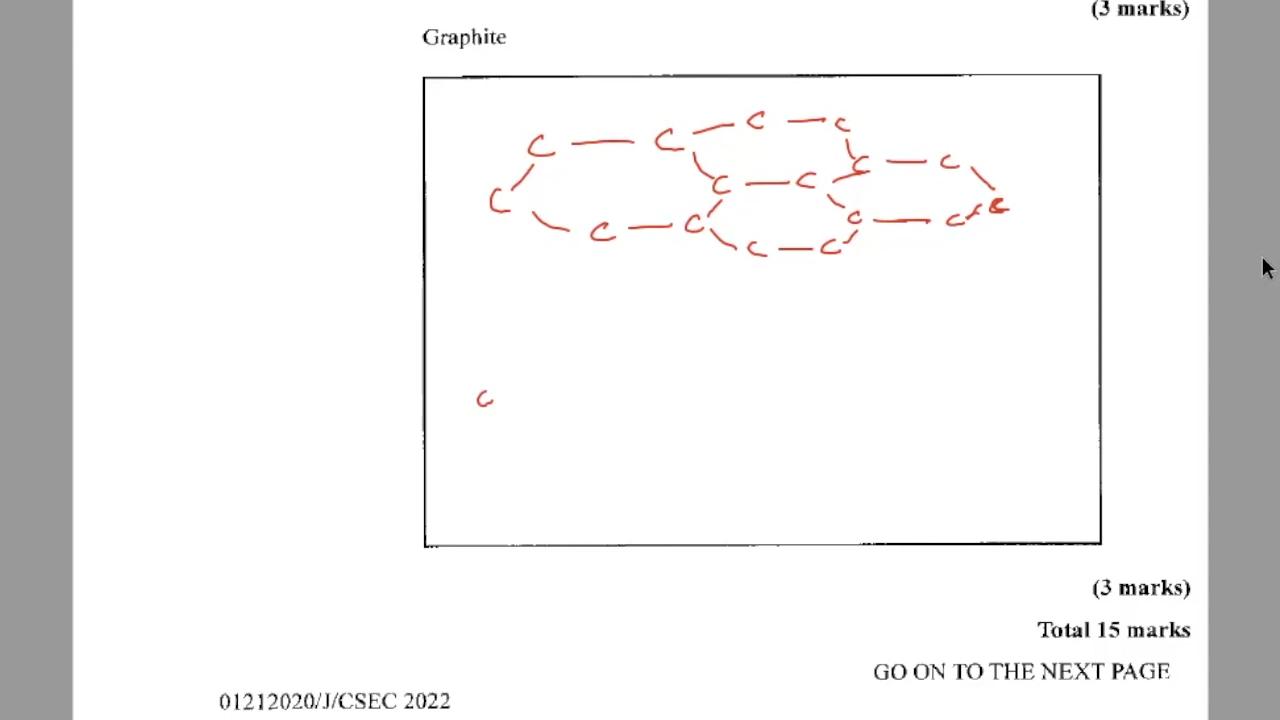 (3 marks)
Graphite
C C C C
C C C C C C
C C C C C
C C
C
(3 marks)
Total 15 marks
GO ON TO THE NEXT PAGE
01212020/J/CSEC 2022